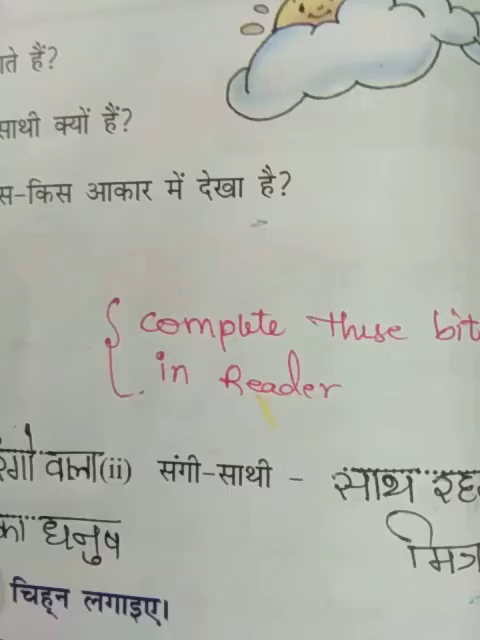 ाते हैं?
साथी क्यों हैं?
स-किस आकार में देखा है?
Complete these bit
in Reader
रंगो वाला (ii) संगी-साथी - साथ रह
का धनुष
मित्र
चिह्न लगाइए।